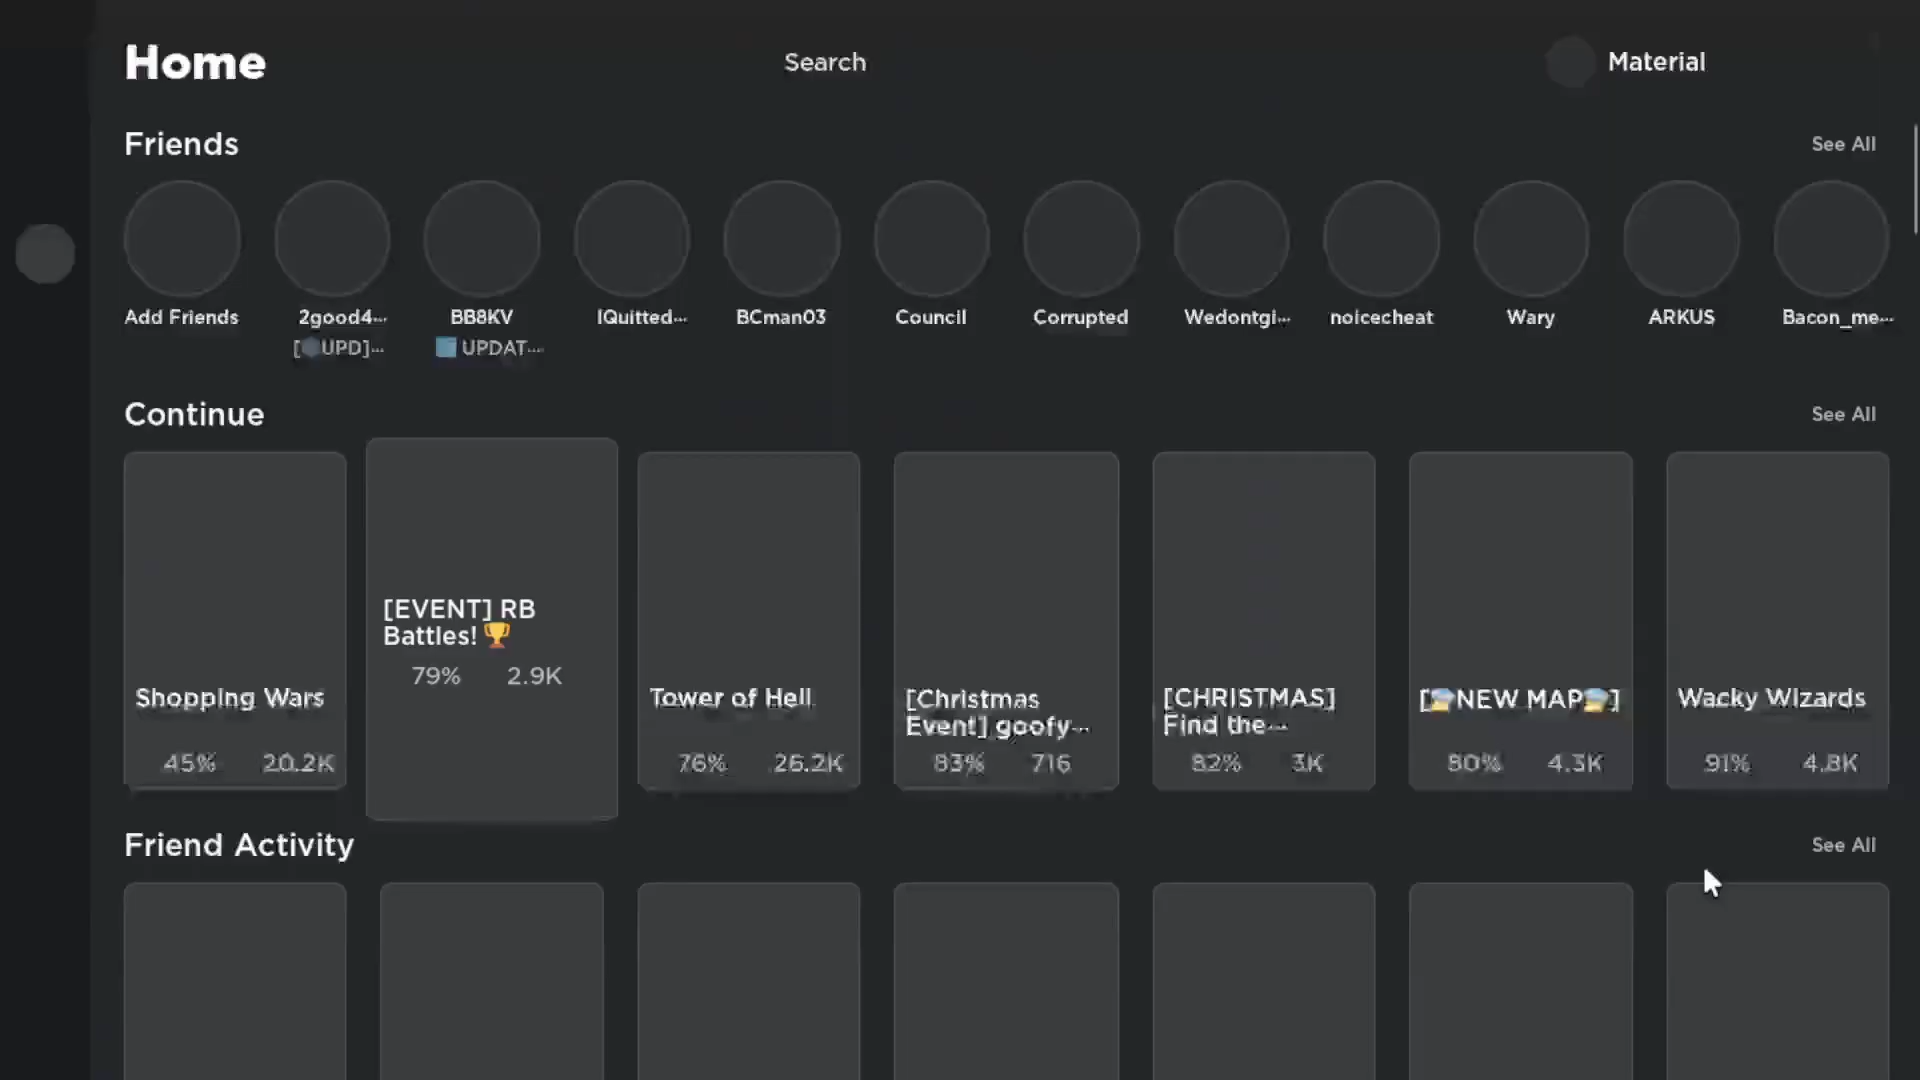 Home
Search
Material
Friends
See All
Add Friends
2good4...
BB8KV
IQuitted...
BCman03
Council
Corrupted
Wedontgi...
noicecheat
Wary
ARKUS
Bacon_me...
[UPD]...
UPDAT...
Continue
See All
Shopping Wars
45% 20.2K
[EVENT] RB
Battles! 🏆
79% 2.9K
Tower of Hell
76% 26.2K
[Christmas
Event] goofy...
83% 716
[CHRISTMAS]
Find the...
82% 3K
[NEW MAP]
80% 4.3K
Wacky Wizards
91% 4.8K
Friend Activity
See All